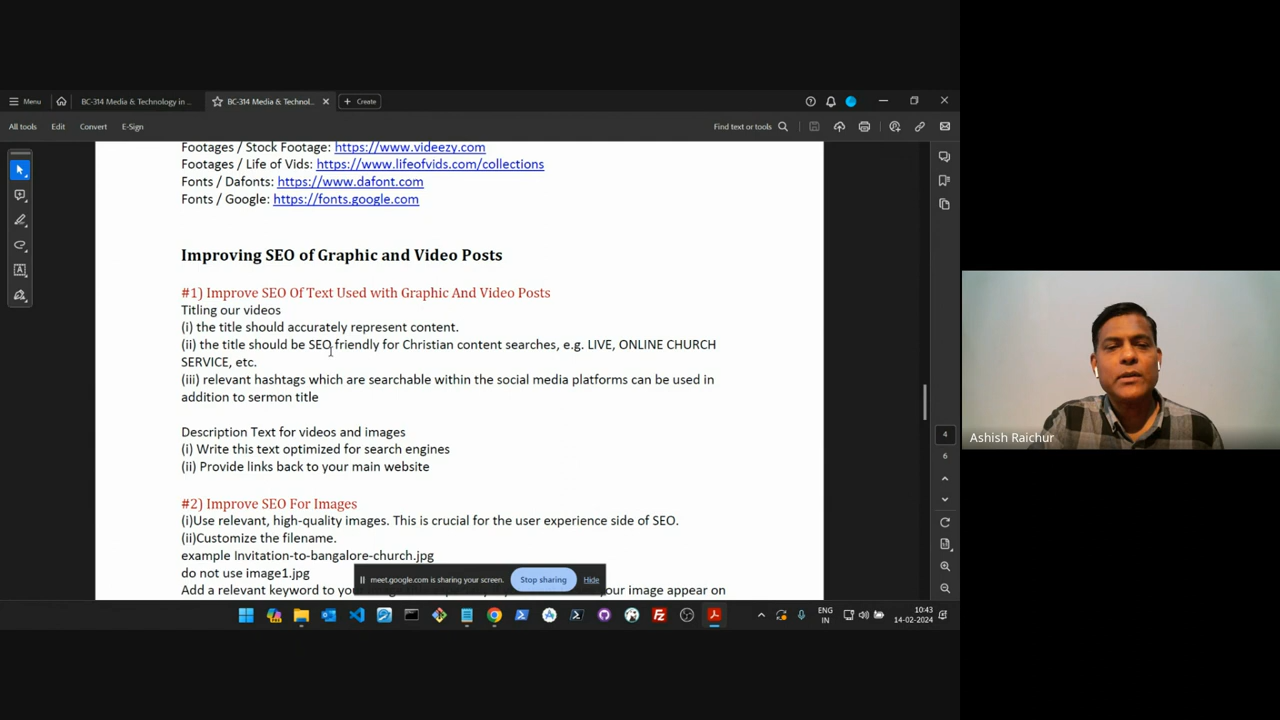 Menu
BC-314 Media & Technology in ...
BC-314 Media & Technol...
Create
All tools
Edit
Convert
E-Sign
Find text or tools
Footages / Stock Footage: https://www.videezy.com
Footages / Life of Vids: https://www.lifeofvids.com/collections
Fonts / Dafonts: https://www.dafont.com
Fonts / Google: https://fonts.google.com
Improving SEO of Graphic and Video Posts
#1) Improve SEO Of Text Used with Graphic And Video Posts
Titling our videos
(i) the title should accurately represent content.
(ii) the title should be SEO friendly for Christian content searches, e.g. LIVE, ONLINE CHURCH
SERVICE, etc.
(iii) relevant hashtags which are searchable within the social media platforms can be used in
addition to sermon title
Description Text for videos and images
(i) Write this text optimized for search engines
(ii) Provide links back to your main website
#2) Improve SEO For Images
(i)Use relevant, high-quality images. This is crucial for the user experience side of SEO.
(ii)Customize the filename.
example Invitation-to-bangalore-church.jpg
do not use image1.jpg
Add a relevant keyword to your image appear on
meet.google.com is sharing your screen.
Stop sharing
Hide
4
6
Ashish Raichur
ENG
IN
10:43
14-02-2024